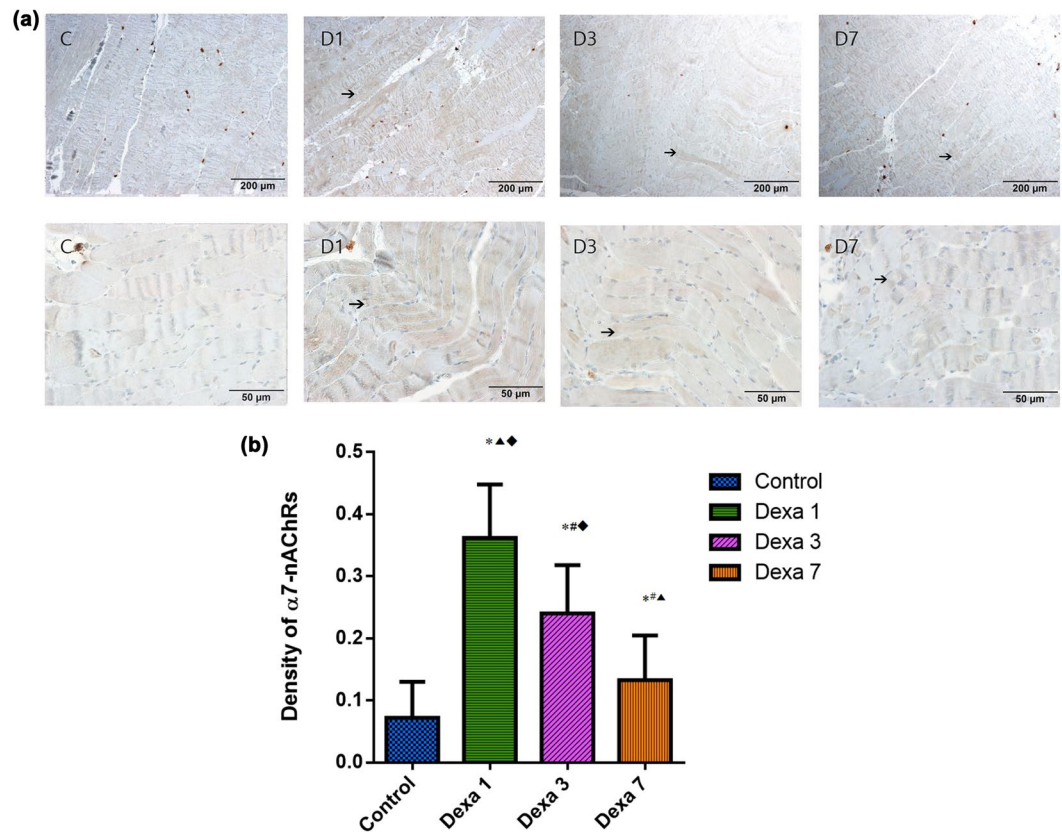 (a)
C
D1
D3
D7
200 µm
200 µm
200 µm
200 µm
C
D1
D3
D7
50 µm
50 µm
50 µm
50 µm
(b)
*▲◆
*#◆
*#▲
Density of α7-nAChRs
0.5
0.4
0.3
0.2
0.1
0.0
Control
Dexa 1
Dexa 3
Dexa 7
Control
Dexa 1
Dexa 3
Dexa 7